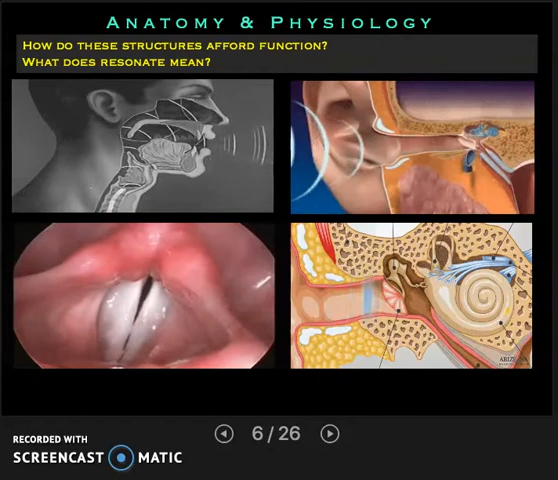 ANATOMY & PHYSIOLOGY
HOW DO THESE STRUCTURES AFFORD FUNCTION?
WHAT DOES RESONATE MEAN?
6 / 26
RECORDED WITH
SCREENCAST MATIC